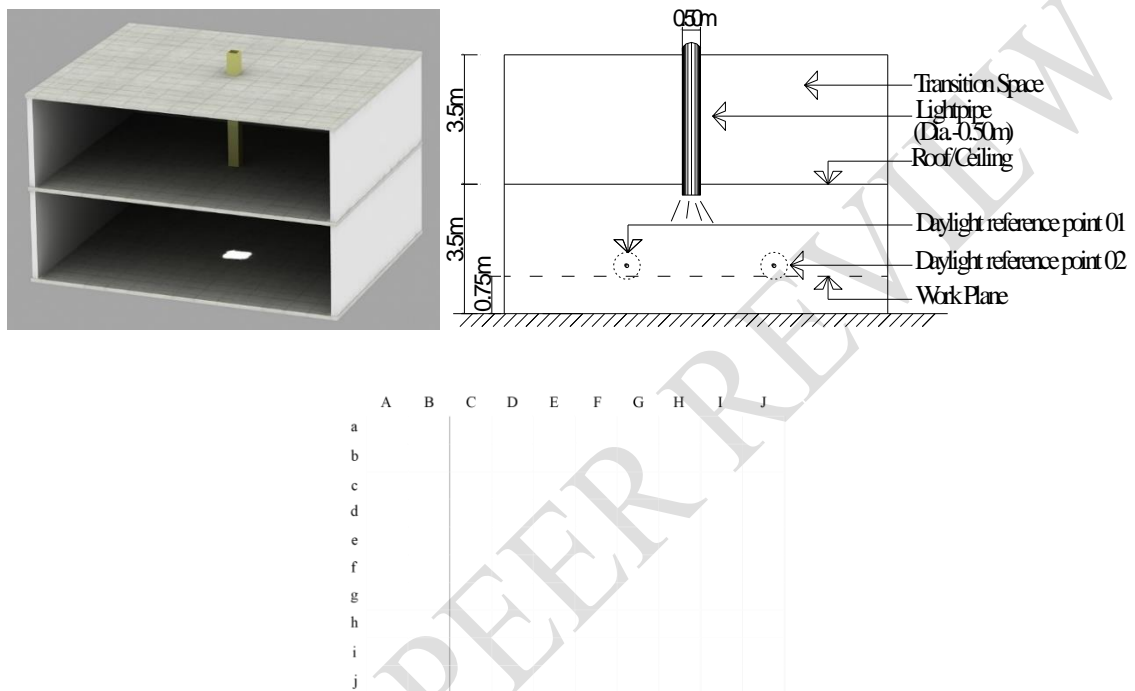 0.50m
3.5m
3.5m
0.75m
Transition Space
Lightpipe
(Dia.-0.50m)
Roof/Ceiling
Daylight reference point 01
Daylight reference point 02
Work Plane
A B C D E F G H I J
a
b
c
d
e
f
g
h
i
j
PEER REVIEW